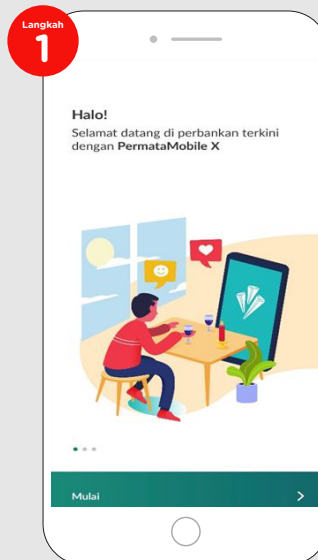 Langkah
1
Halo!
Selamat datang di perbankan terkini
dengan PermataMobile X
Mulai